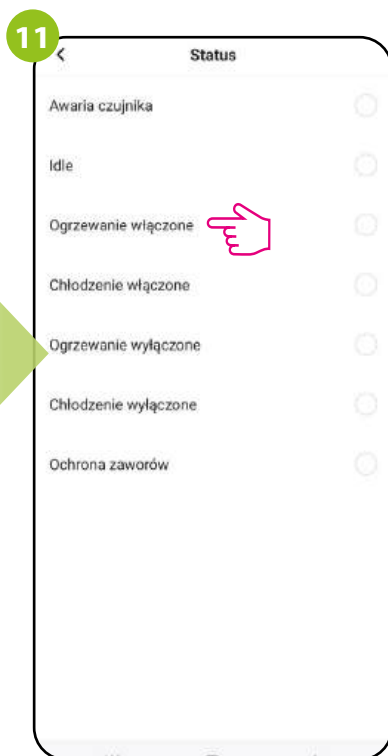 11
Status
Awaria czujnika
Idle
Ogrzewanie włączone
Chłodzenie włączone
Ogrzewanie wyłączone
Chłodzenie wyłączone
Ochrona zaworów